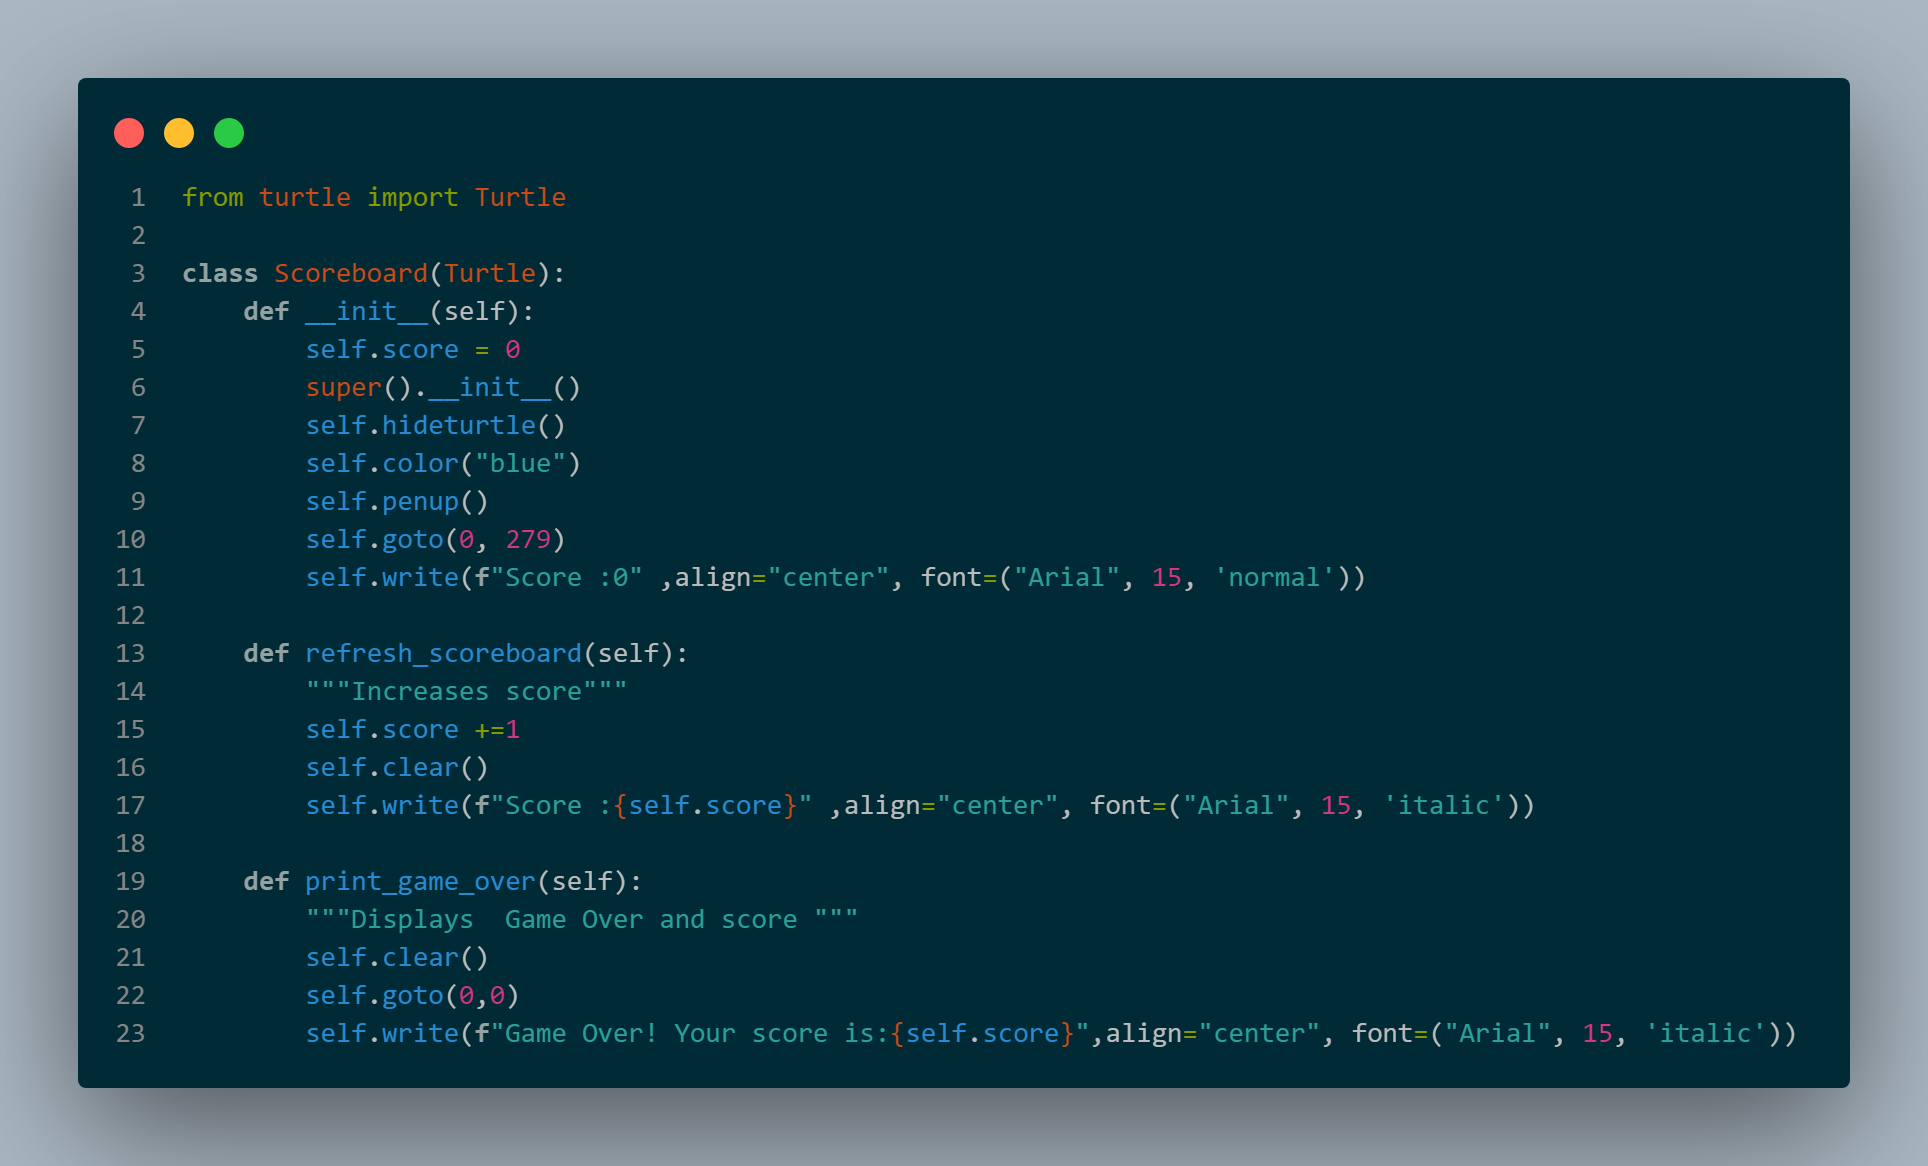 1 from turtle import Turtle
2
3 class Scoreboard(Turtle):
4     def __init__(self):
5         self.score = 0
6         super().__init__()
7         self.hideturtle()
8         self.color("blue")
9         self.penup()
10         self.goto(0, 279)
11         self.write(f"Score :0" ,align="center", font=("Arial", 15, 'normal'))
12
13     def refresh_scoreboard(self):
14         """Increases score"""
15         self.score +=1
16         self.clear()
17         self.write(f"Score :{self.score}" ,align="center", font=("Arial", 15, 'italic'))
18
19     def print_game_over(self):
20         """Displays  Game Over and score """
21         self.clear()
22         self.goto(0,0)
23         self.write(f"Game Over! Your score is:{self.score}",align="center", font=("Arial", 15, 'italic'))